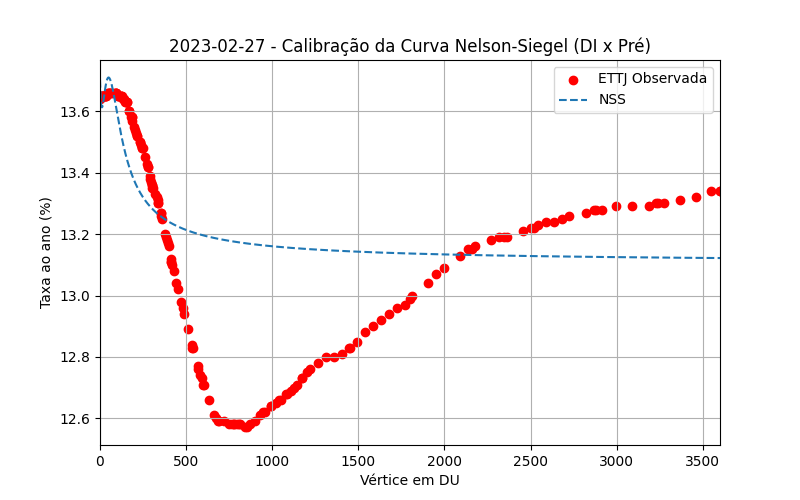 2023-02-27 - Calibração da Curva Nelson-Siegel (DI x Pré)
ETTJ Observada
NSS
Taxa ao ano (%)
13.6
13.4
13.2
13.0
12.8
12.6
0 500 1000 1500 2000 2500 3000 3500
Vértice em DU